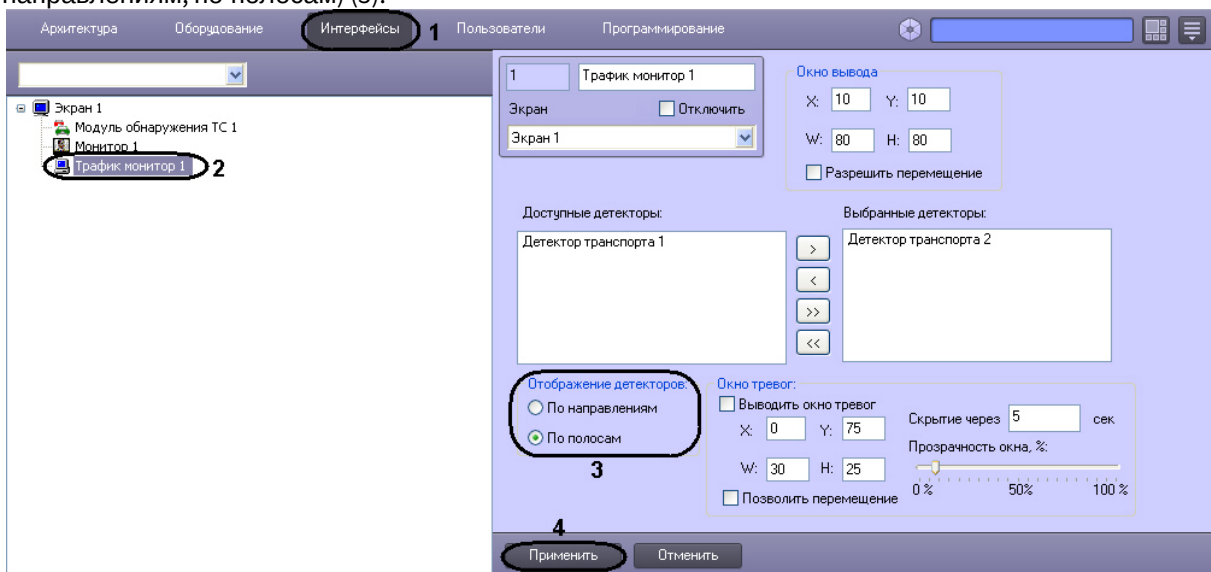 направлениям, по полосам) (3).
Архитектура Оборудование Интерфейсы 1 Пользователи Программирование
1 Трафик монитор 1
Экран Отключить
Экран 1
Окно вывода
X: 10 Y: 10
W: 80 H: 80
Разрешить перемещение
Экран 1
Модуль обнаружения ТС 1
Монитор 1
Трафик монитор 1 2
Доступные детекторы: Выбранные детекторы:
Детектор транспорта 1 > Детектор транспорта 2
<
>>
<<
Отображение детекторов:
По направлениям
По полосам
3
Окно тревог:
Выводить окно тревог
X: 0 Y: 75
W: 30 H: 25
Позволить перемещение
Скрытие через 5 сек
Прозрачность окна, %:
0 % 50% 100 %
4
Применить Отменить